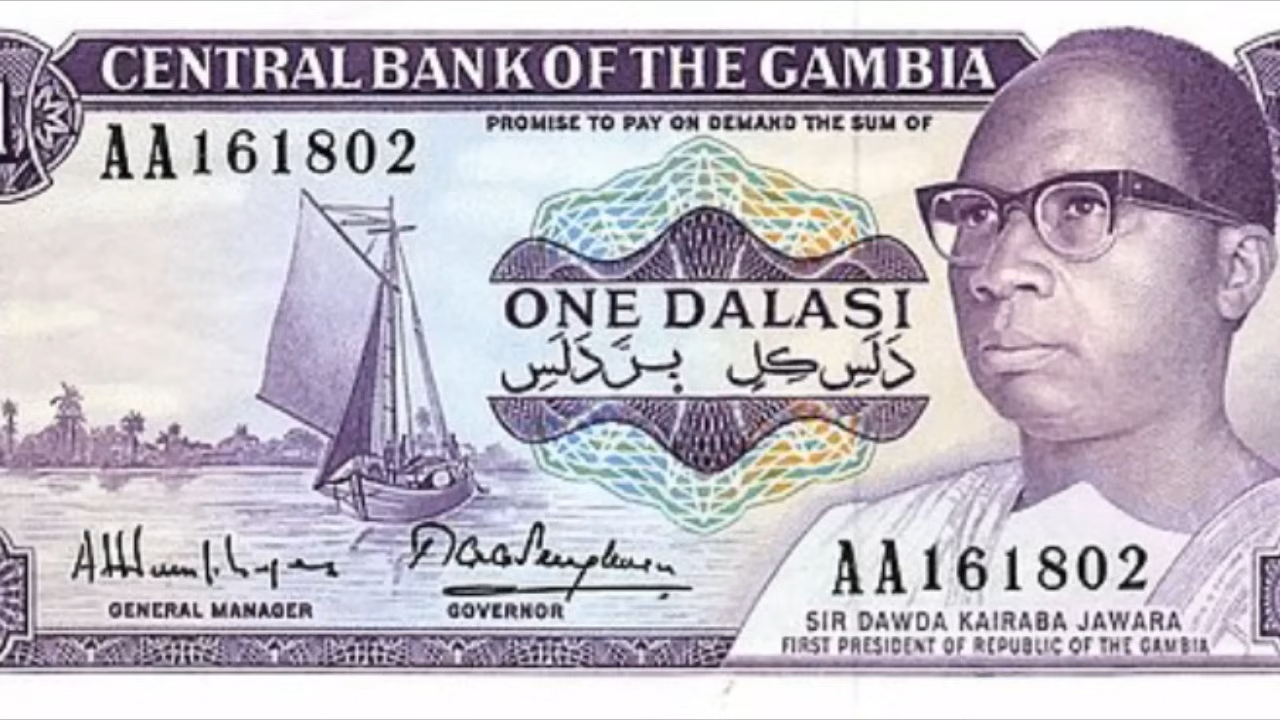 CENTRAL BANK OF THE GAMBIA
AA161802
PROMISE TO PAY ON DEMAND THE SUM OF
ONE DALASI
دَلَسِ كِلِ بِرَّدَلَسِ
GENERAL MANAGER
GOVERNOR
AA161802
SIR DAWDA KAIRABA JAWARA
FIRST PRESIDENT OF REPUBLIC OF THE GAMBIA